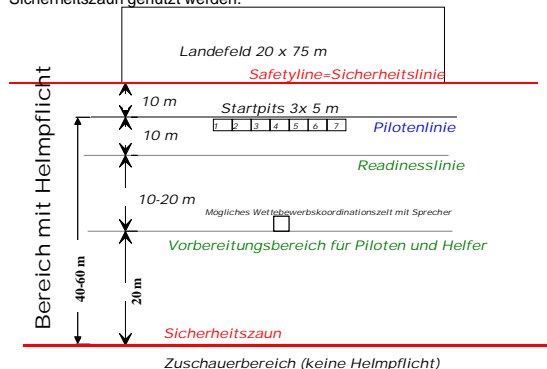 Sicherheitszaun genutzt werden.
Landefeld 20 x 75 m
Safetyline=Sicherheitslinie
10 m
Startpits 3x 5 m
1 2 3 4 5 6 7
Pilotenlinie
10 m
Readinesslinie
10-20 m
Mögliches Wettebewerbskoordinationszelt mit Sprecher
Vorbereitungsbereich für Piloten und Helfer
Bereich mit Helmpflicht
40-60 m
20 m
Sicherheitszaun
Zuschauerbereich (keine Helmpflicht)